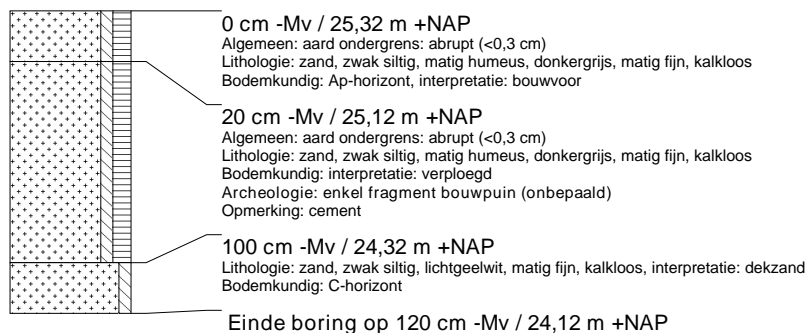 0 cm -Mv / 25,32 m +NAP
Algemeen: aard ondergrens: abrupt (<0,3 cm)
Lithologie: zand, zwak siltig, matig humeus, donkergrijs, matig fijn, kalkloos
Bodemkundig: Ap-horizont, interpretatie: bouwvoor
20 cm -Mv / 25,12 m +NAP
Algemeen: aard ondergrens: abrupt (<0,3 cm)
Lithologie: zand, zwak siltig, matig humeus, donkergrijs, matig fijn, kalkloos
Bodemkundig: interpretatie: verploegd
Archeologie: enkel fragment bouwpuin (onbepaald)
Opmerking: cement
100 cm -Mv / 24,32 m +NAP
Lithologie: zand, zwak siltig, lichtgeelwit, matig fijn, kalkloos, interpretatie: dekzand
Bodemkundig: C-horizont
Einde boring op 120 cm -Mv / 24,12 m +NAP